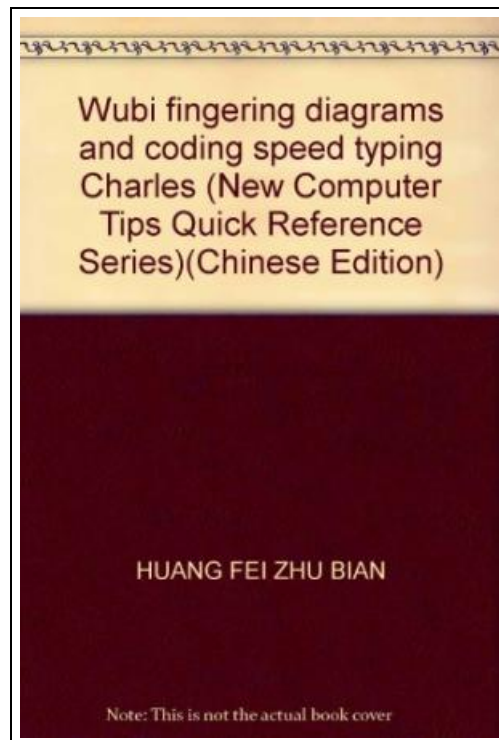 Wubi fingering diagrams
and coding speed typing
Charles (New Computer
Tips Quick Reference
Series)(Chinese Edition)
HUANG FEI ZHU BIAN
Note: This is not the actual book cover